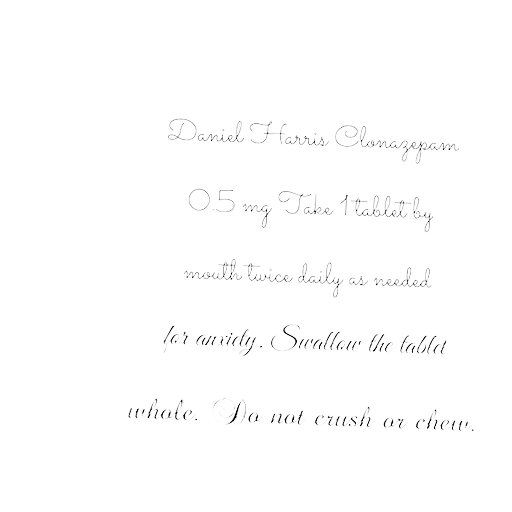 Daniel Harris Clonazepam
0.5 mg Take 1 tablet by
mouth twice daily as needed
for anxiety. Swallow the tablet
whole. Do not crush or chew.